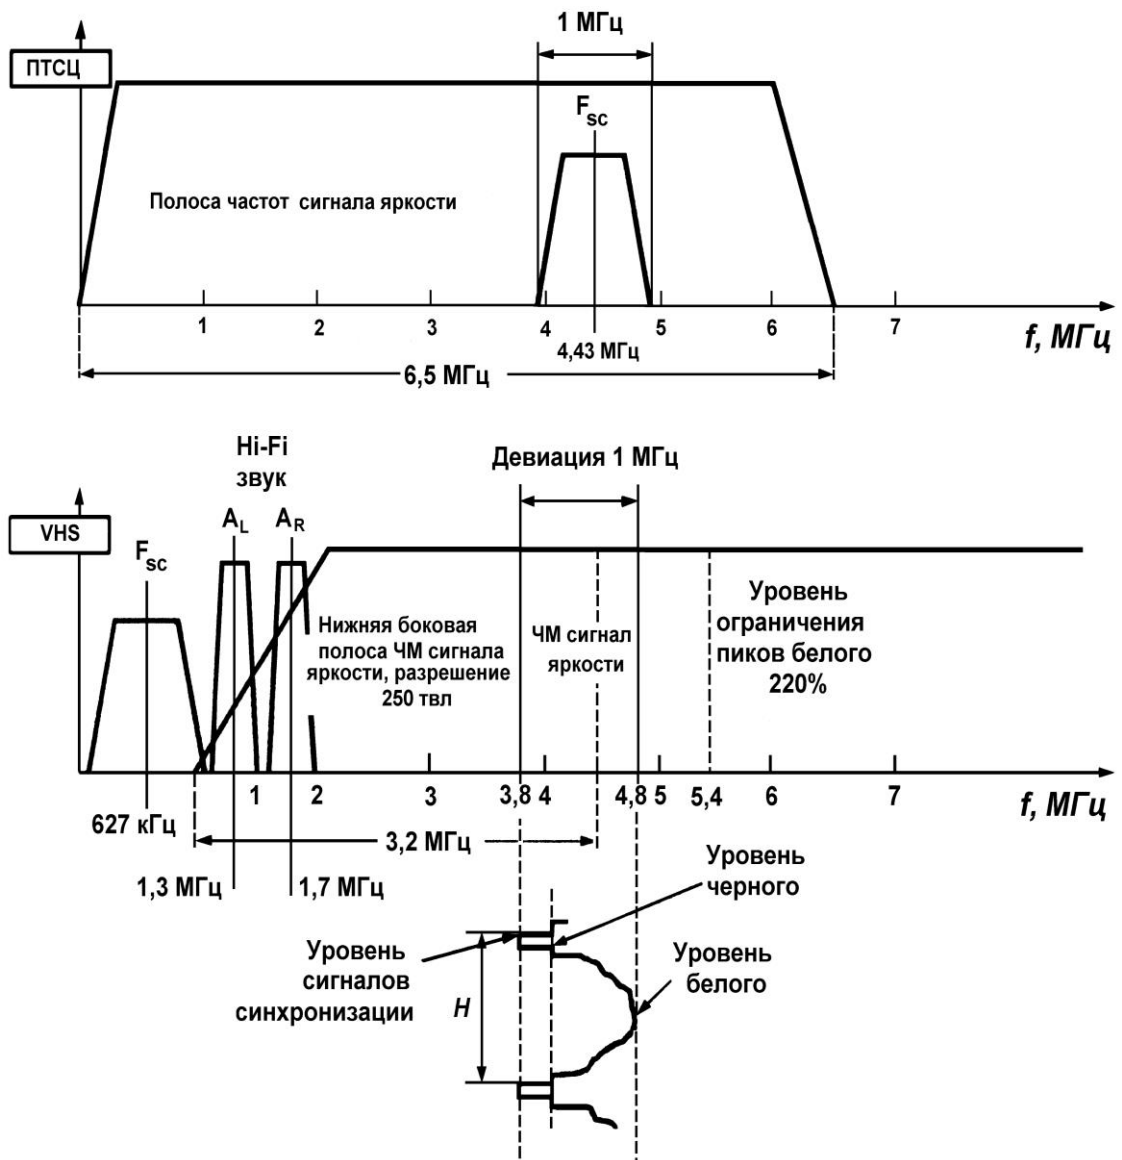 1 МГц
ПТСЦ
F_sc
Полоса частот сигнала яркости
1 2 3 4 5 6 7
4,43 МГц
f, МГц
6,5 МГц
Hi-Fi
звук
Девиация 1 МГц
VHS
A_L A_R
F_sc
Нижняя боковая
полоса ЧМ сигнала
яркости, разрешение
250 твл
ЧМ сигнал
яркости
Уровень
ограничения
пиков белого
220%
1 2 3 3,8 4 4,8 5 5,4 6 7
f, МГц
627 кГц
3,2 МГц
1,3 МГц
1,7 МГц
Уровень
черного
Уровень
сигналов
синхронизации
H
Уровень
белого